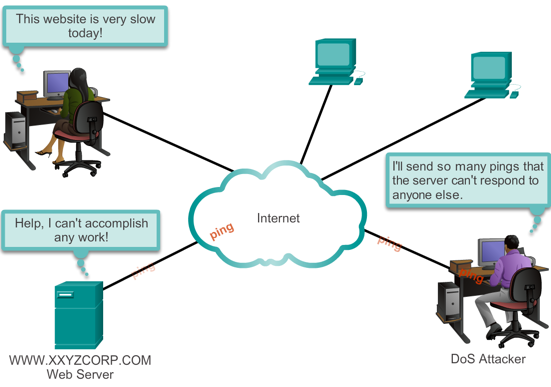 This website is very slow
today!
I'll send so many pings that
the server can't respond to
anyone else.
Internet
Help, I can't accomplish
any work!
ping
ping
ping
ping
WWW.XXYZCORP.COM
Web Server
DoS Attacker